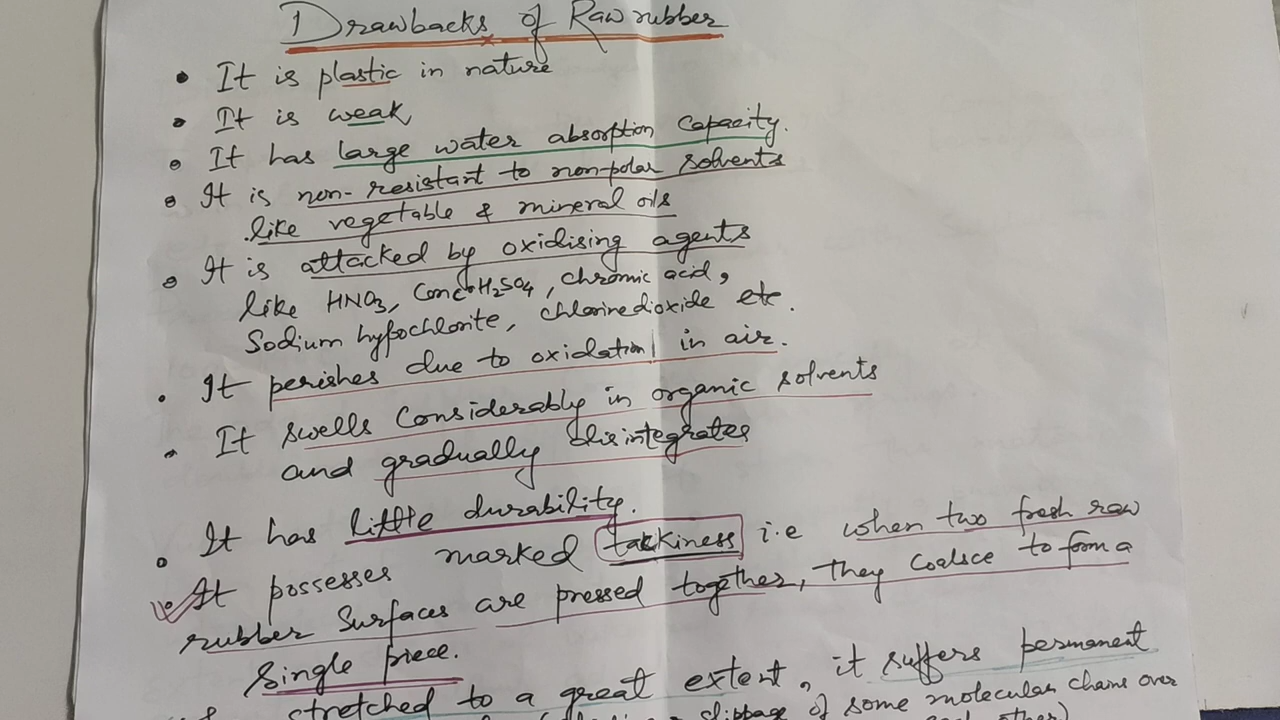 Drawbacks of Raw rubber
• It is plastic in nature
• It is weak
• It has large water absorption capacity.
• It is non-resistant to non-polar solvents
like vegetable & mineral oils
• It is attacked by oxidising agents
like HNO3, Conc. H2SO4, chromic acid,
Sodium hypochlorite, chlorinedioxide etc.
• It perishes due to oxidation in air.
• It swells Considerably in organic solvents
and gradually disintegrates
• It has little durability.
• It possesses marked tackiness i.e when two fresh raw
rubber surfaces are pressed together, they coalsce to form a
single piece.
stretched to a great extent, it suffers permanent
slippage of some molecular chains over
each other)